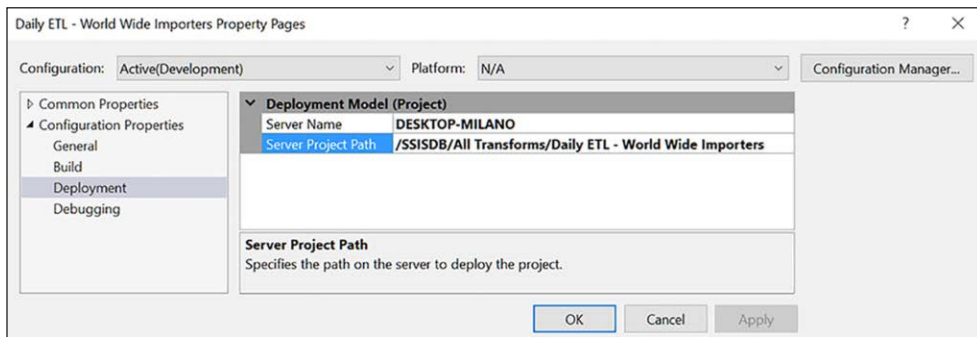 Daily ETL - World Wide Importers Property Pages ? ×
Configuration: Active(Development) Platform: N/A Configuration Manager...
Common Properties
Configuration Properties
General
Build
Deployment
Debugging
Deployment Model (Project)
Server Name DESKTOP-MILANO
Server Project Path /SSISDB/All Transforms/Daily ETL - World Wide Importers
Server Project Path
Specifies the path on the server to deploy the project.
OK Cancel Apply